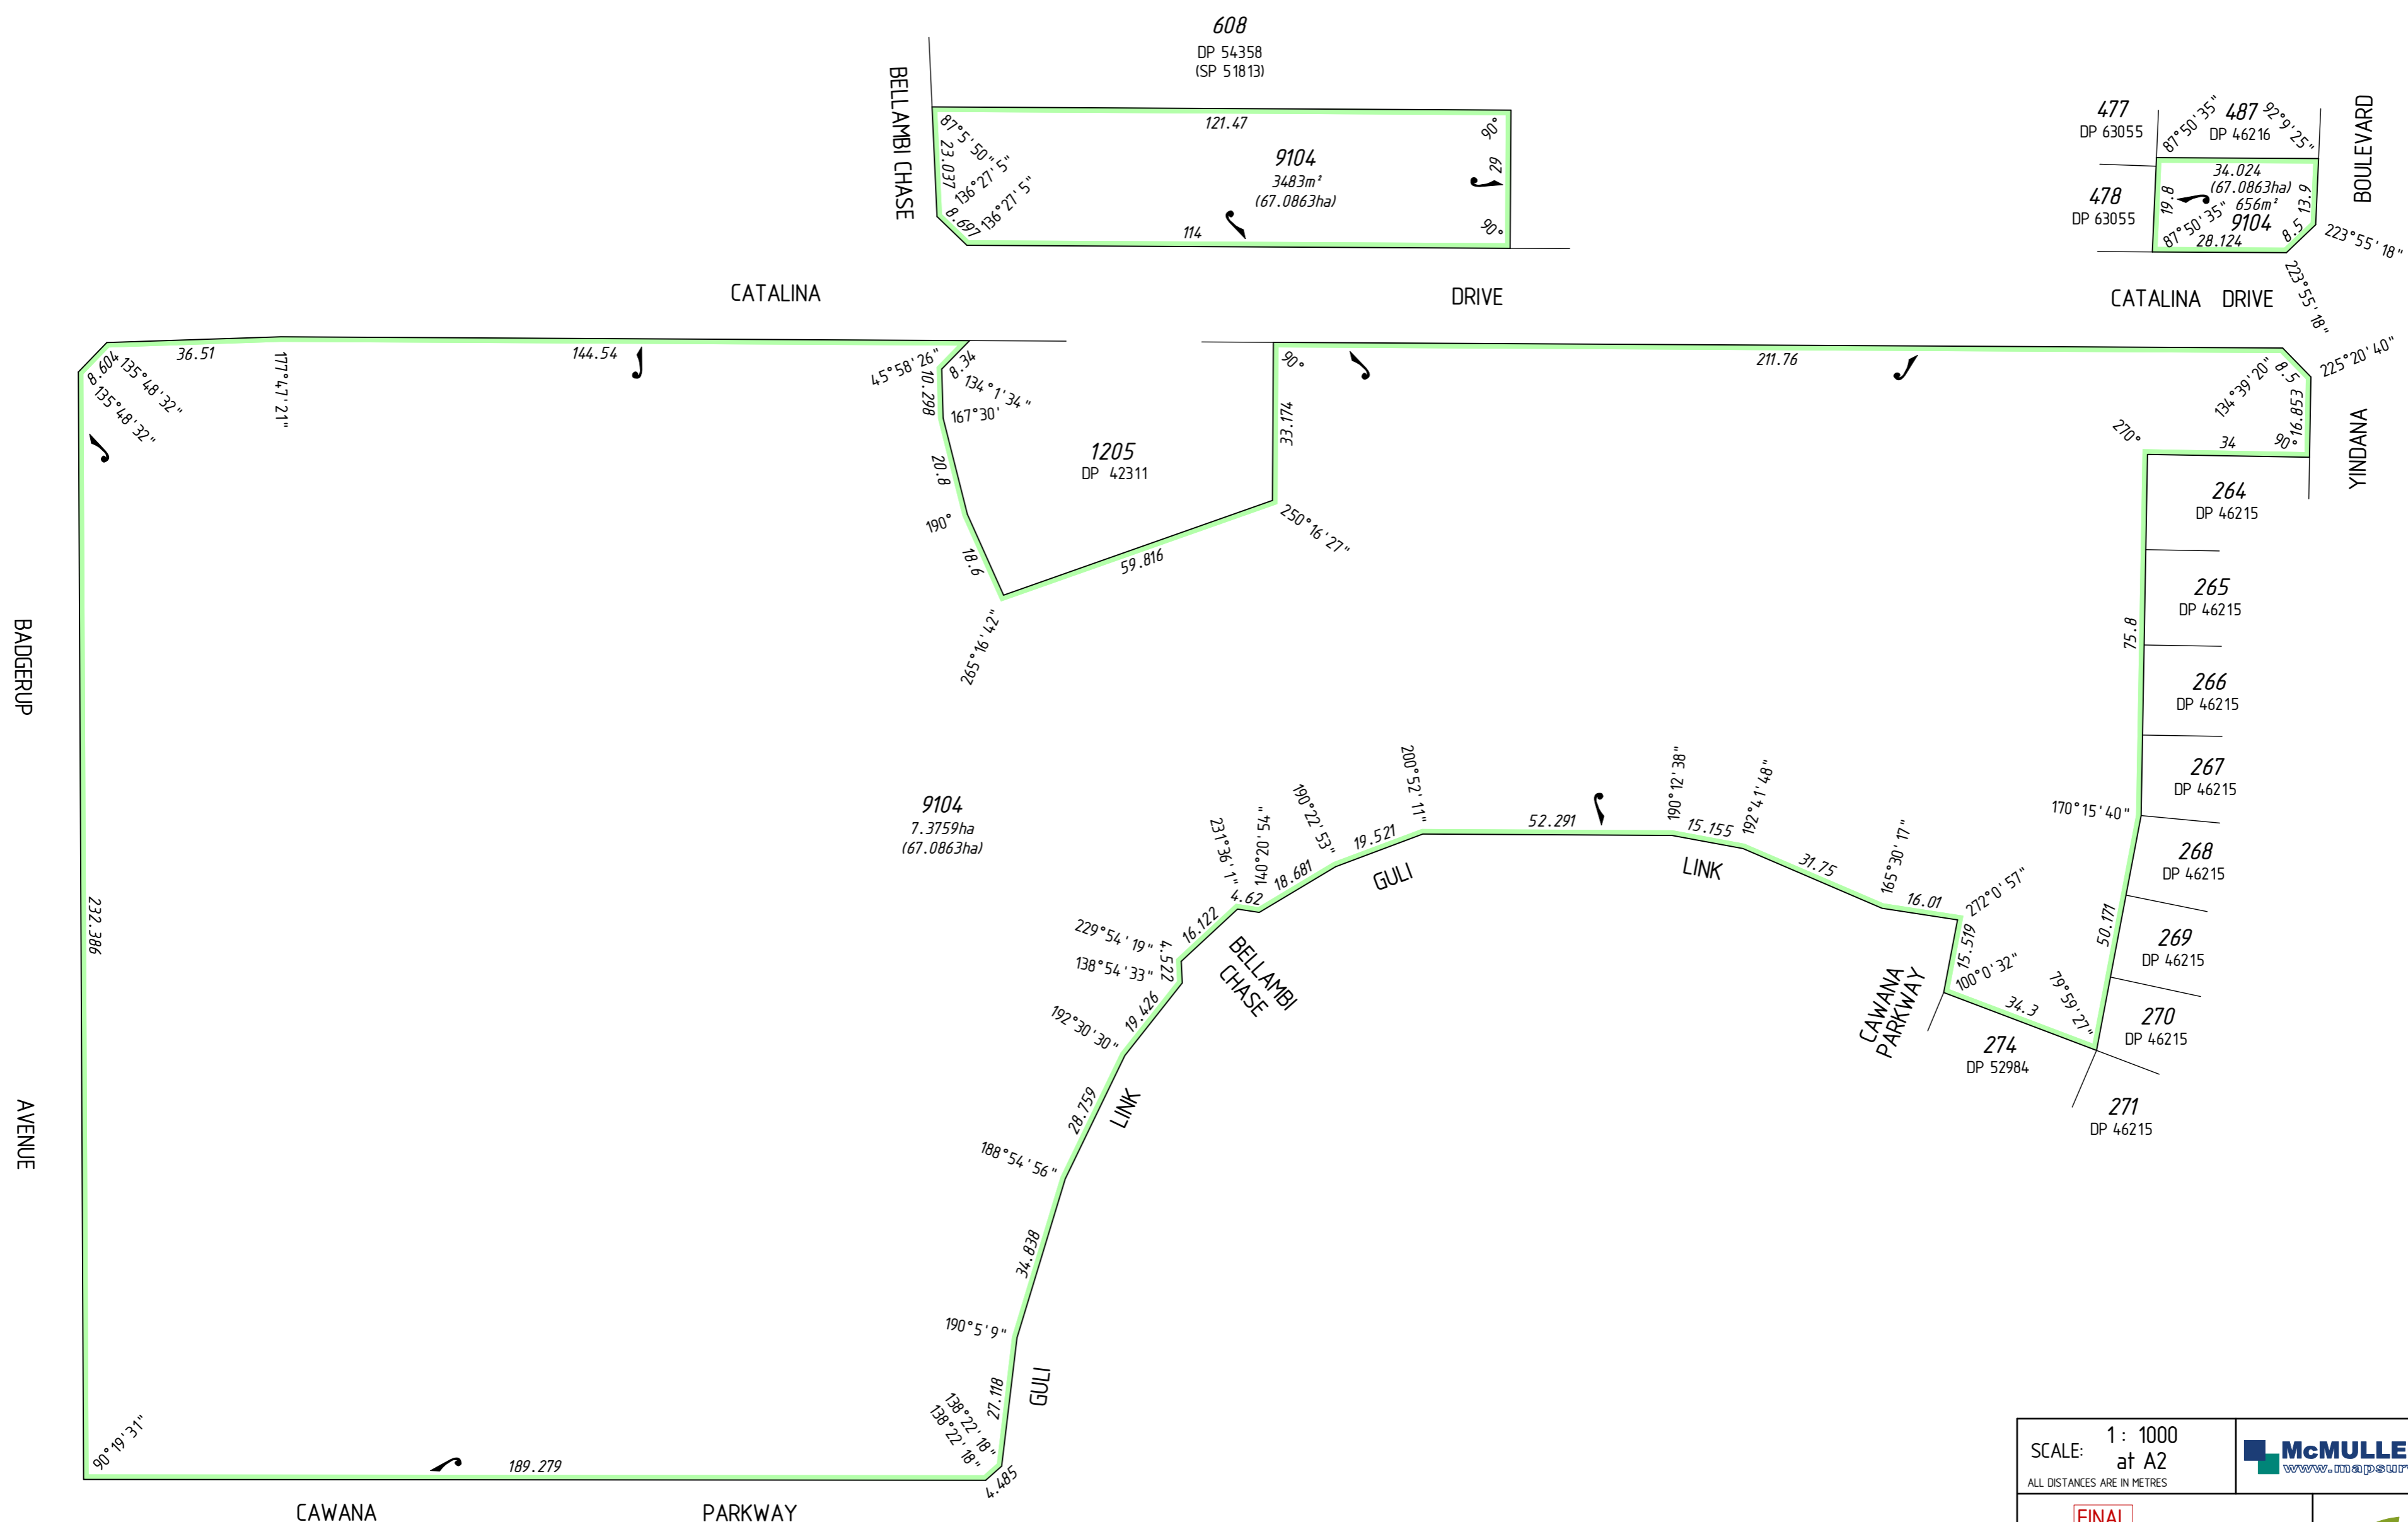 608
DP 54358
(SP 51813)
BELLAMBI CHASE
121.47
87°5'50"5"
136°27'5"
136°27'5"
23.037
8.697
90°
29
90°
9104
3483m²
(67.0863ha)
114
477
DP 63055
478
DP 63055
87°50'35"
487
DP 46216
92°9'25"
BOULEVARD
34.024
(67.0863ha)
656m²
9104
19.8
13.9
87°50'35"
28.124
8.5
223°55'18"
223°55'18"
CATALINA
DRIVE
CATALINA DRIVE
36.51
8.604
135°48'32"
135°48'32"
177°47'21"
144.54
45°58'26"
8.34
134°1'34"
10.298
167°30'
20.8
190°
18.6
1205
DP 42311
90°
33.174
59.816
250°16'27"
265°16'42"
211.76
225°20'40"
8.5
134°39'20"
16.853
270°
34
90°
YINDANA
264
DP 46215
265
DP 46215
75.8
266
DP 46215
267
DP 46215
170°15'40"
268
DP 46215
50.171
269
DP 46215
270
DP 46215
79°59'27"
34.3
100°0'32"
15.519
272°0'57"
274
DP 52984
271
DP 46215
CAWANA
PARKWAY
BADGERUP
AVENUE
232.386
9104
7.3759ha
(67.0863ha)
200°52'11"
52.291
190°12'38"
15.155
192°41'48"
LINK
31.75
165°30'17"
16.01
190°22'53"
19.521
GULI
140°20'54"
18.681
231°36'1"
4.62
16.122
229°54'19"
4.522
138°54'33"
BELLAMBI
CHASE
19.426
192°30'30"
28.759
LINK
188°54'56"
34.838
190°5'9"
GULI
27.118
138°22'18"
138°22'18"
4.485
90°19'31"
189.279
CAWANA
PARKWAY
SCALE: 1 : 1000
at A2
ALL DISTANCES ARE IN METRES
McMULLE
www.mapsur
FINAL